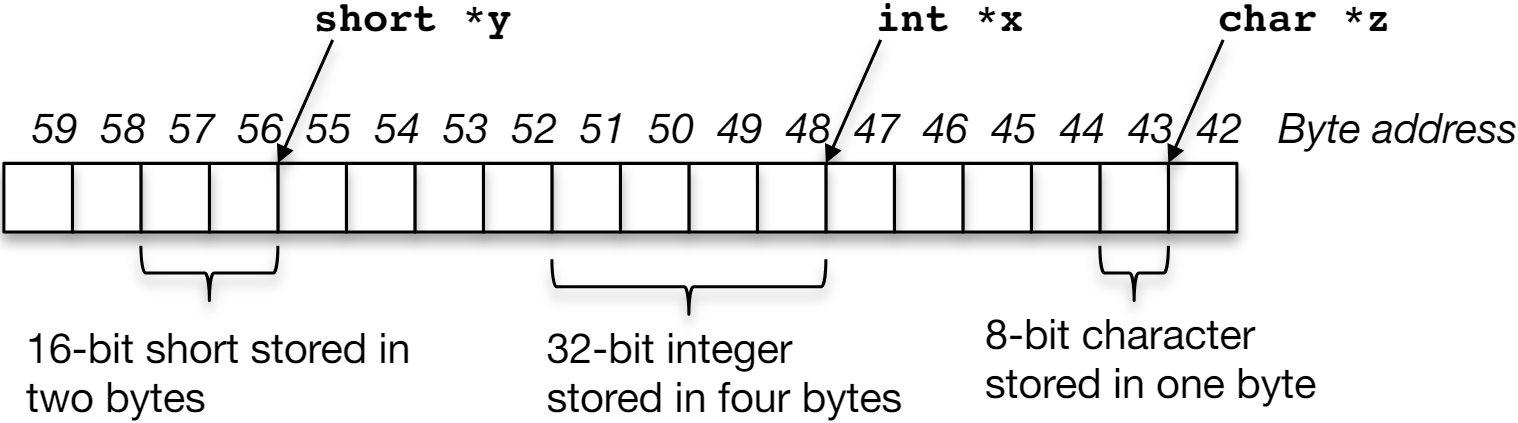 short *y int *x char *z
59 58 57 56 55 54 53 52 51 50 49 48 47 46 45 44 43 42 Byte address
16-bit short stored in
two bytes
32-bit integer
stored in four bytes
8-bit character
stored in one byte